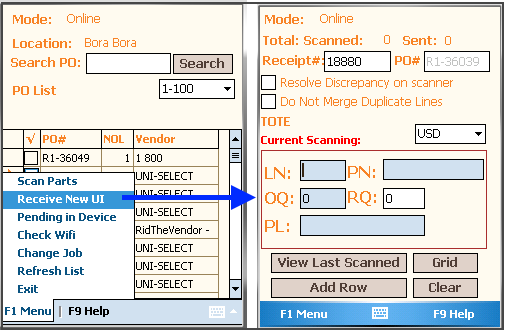 Mode: Online
Location: Bora Bora
Search PO: Search
PO List 1-100
√ PO# NOL Vendor
R1-36049 1 1 800
UNI-SELECT
UNI-SELECT
UNI-SELECT
RidTheVendor -
UNI-SELECT
UNI-SELECT
UNI-SELECT
Scan Parts
Receive New UI
Pending in Device
Check Wifi
Change Job
Refresh List
Exit
F1 Menu F9 Help
Mode: Online
Total: Scanned: 0 Sent: 0
Receipt#: 18880 PO# R1-36039
Resolve Discrepancy on scanner
Do Not Merge Duplicate Lines
TOTE
Current Scanning: USD
LN: PN:
OQ: 0 RQ: 0
PL:
View Last Scanned Grid
Add Row Clear
F1 Menu F9 Help